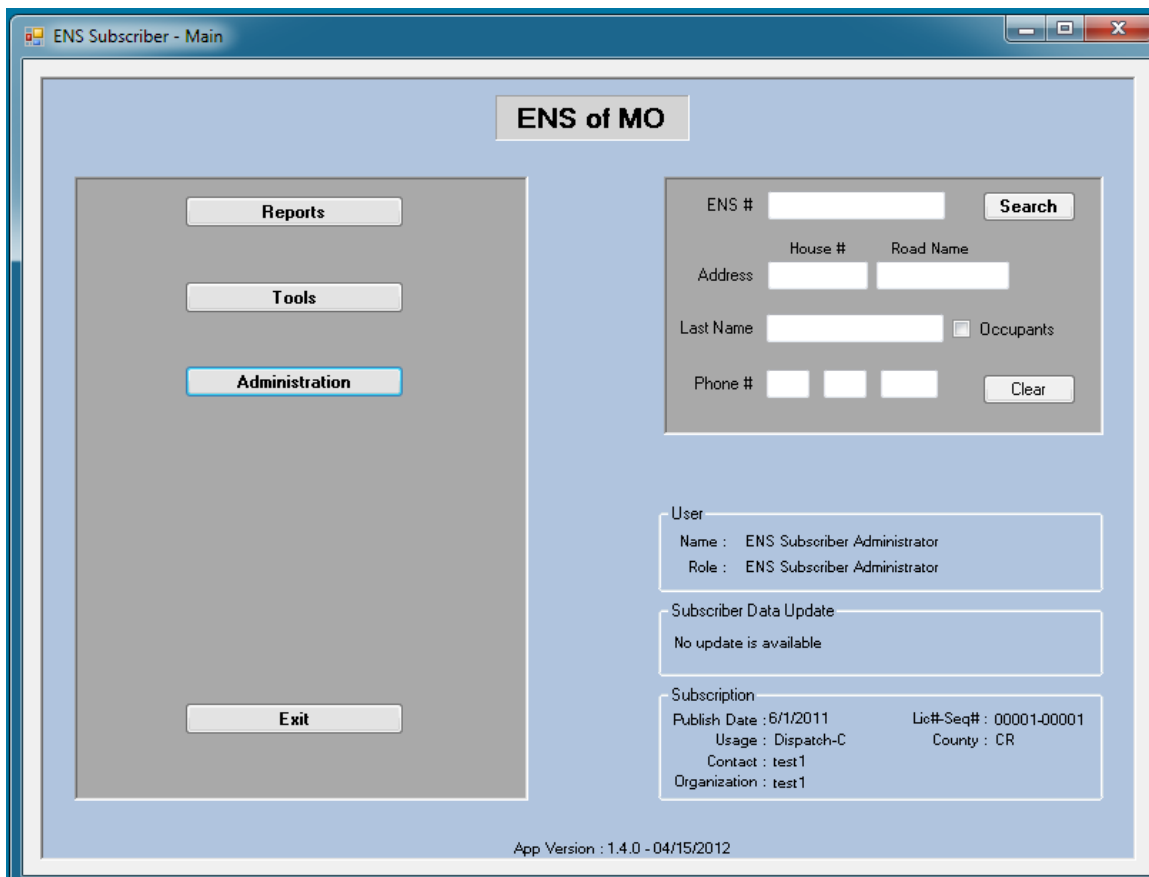 ENS Subscriber - Main
ENS of MO
Reports
Tools
Administration
Exit
ENS # Search
House # Road Name
Address
Last Name Occupants
Phone # Clear
User
Name : ENS Subscriber Administrator
Role : ENS Subscriber Administrator
Subscriber Data Update
No update is available
Subscription
Publish Date : 6/1/2011 Lic#-Seq# : 00001-00001
Usage : Dispatch-C County : CR
Contact : test1
Organization : test1
App Version : 1.4.0 - 04/15/2012